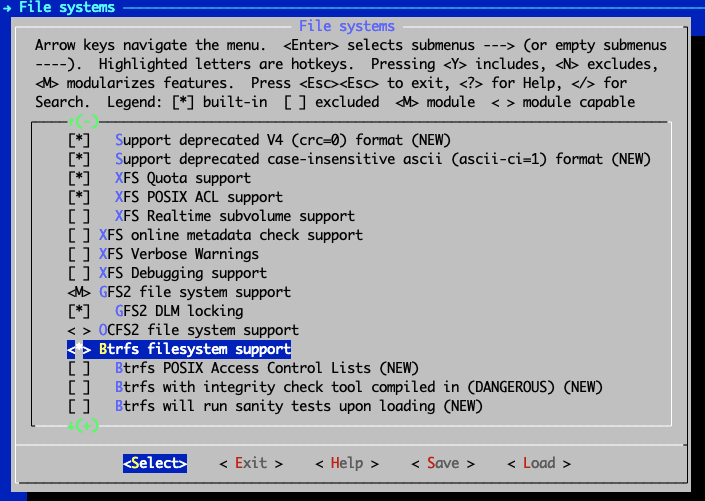 → File systems
File systems
Arrow keys navigate the menu.  <Enter> selects submenus ---> (or empty submenus
----).  Highlighted letters are hotkeys.  Pressing <Y> includes, <N> excludes,
<M> modularizes features.  Press <Esc><Esc> to exit, <?> for Help, </> for
Search.  Legend: [*] built-in  [ ] excluded  <M> module  < > module capable
↑(-)
[*]   Support deprecated V4 (crc=0) format (NEW)
[*]   Support deprecated case-insensitive ascii (ascii-ci=1) format (NEW)
[*]   XFS Quota support
[*]   XFS POSIX ACL support
[ ]   XFS Realtime subvolume support
[ ] XFS online metadata check support
[ ] XFS Verbose Warnings
[ ] XFS Debugging support
<M> GFS2 file system support
[*]   GFS2 DLM locking
< > OCFS2 file system support
<*> Btrfs filesystem support
[ ]   Btrfs POSIX Access Control Lists (NEW)
[ ]   Btrfs with integrity check tool compiled in (DANGEROUS) (NEW)
[ ]   Btrfs will run sanity tests upon loading (NEW)
↓(+)
<Select>    < Exit >    < Help >    < Save >    < Load >